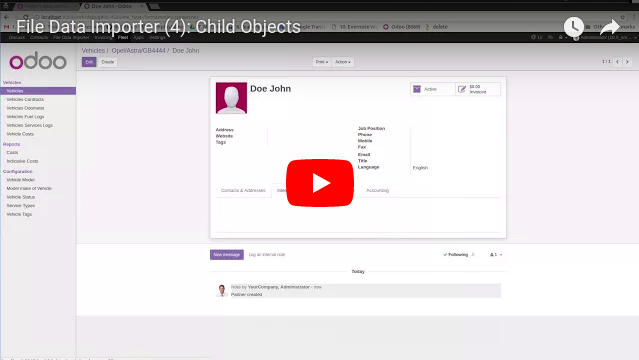 File Data Importer (4): Child Objects
Discuss Contacts File Data Importer Fleet Apps Settings
odoo
Vehicles / Opel/Astra/GB4444 / Doe John
Edit Create
Print Action
1 / 1
Vehicles
Vehicles
Vehicles Contracts
Vehicles Odometer
Vehicles Fuel Logs
Vehicles Services Logs
Vehicle Costs
Reports
Costs
Indicative Costs
Configuration
Vehicle Model
Model make of Vehicle
Vehicle Status
Service Types
Vehicle Tags
Doe John
Active
$0.00
Invoiced
Address
Website
Tags
Job Position
Phone
Mobile
Fax
Email
Title
Language English
Contacts & Addresses
Accounting
New message Log an internal note
Following
1
Today
Note by YourCompany, Administrator - now
Partner created